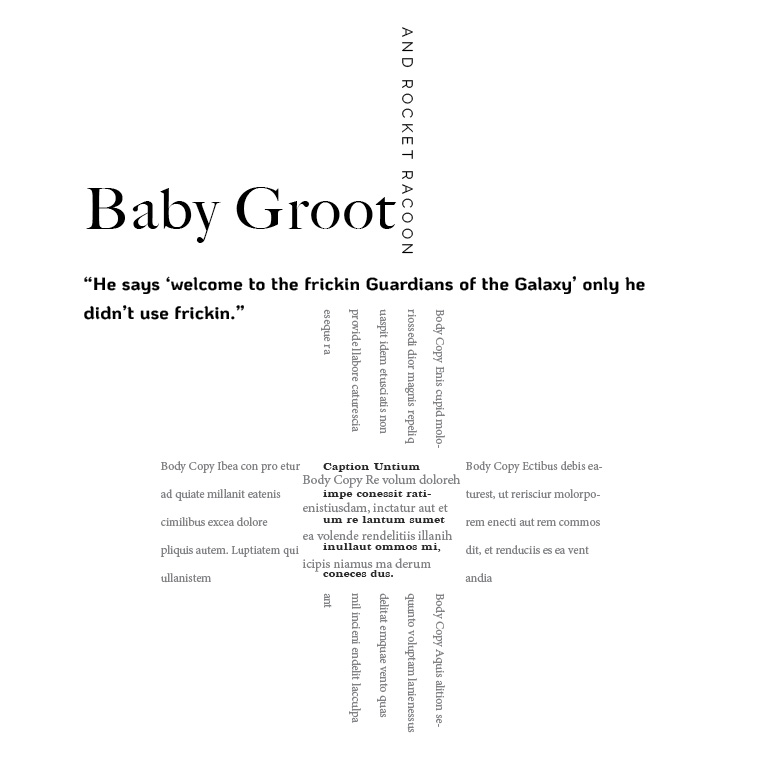 AND ROCKET RACOON
Baby Groot
“He says ‘welcome to the frickin Guardians of the Galaxy’ only he
didn’t use frickin.”
Body Copy Enis cupid molo-
riossedi dior magnis repeliq
uaspit idem etusciatis non
provide llabore caturescia
eseque ra
Body Copy Ibea con pro etur
ad quiate millanit eatenis
cimilibus excea dolore
pliquis autem. Luptiatem qui
ullanistem
Caption Untium
impe conessit rati-
um re lantum sumet
inullaut ommos mi,
coneces dus.
Body Copy Re volum doloreh
enistiusdam, inctatur aut et
ea volende rendelitiis illanih
icipis niamus ma derum
Body Copy Ectibus debis ea-
turest, ut rerisciur molorpo-
rem enecti aut rem commos
dit, et renduciis es ea vent
andia
Body Copy Aquis alition se-
quunto voluptam lanienessus
delitat emquae vento quas
mil incieni endelit lacculpa
ant